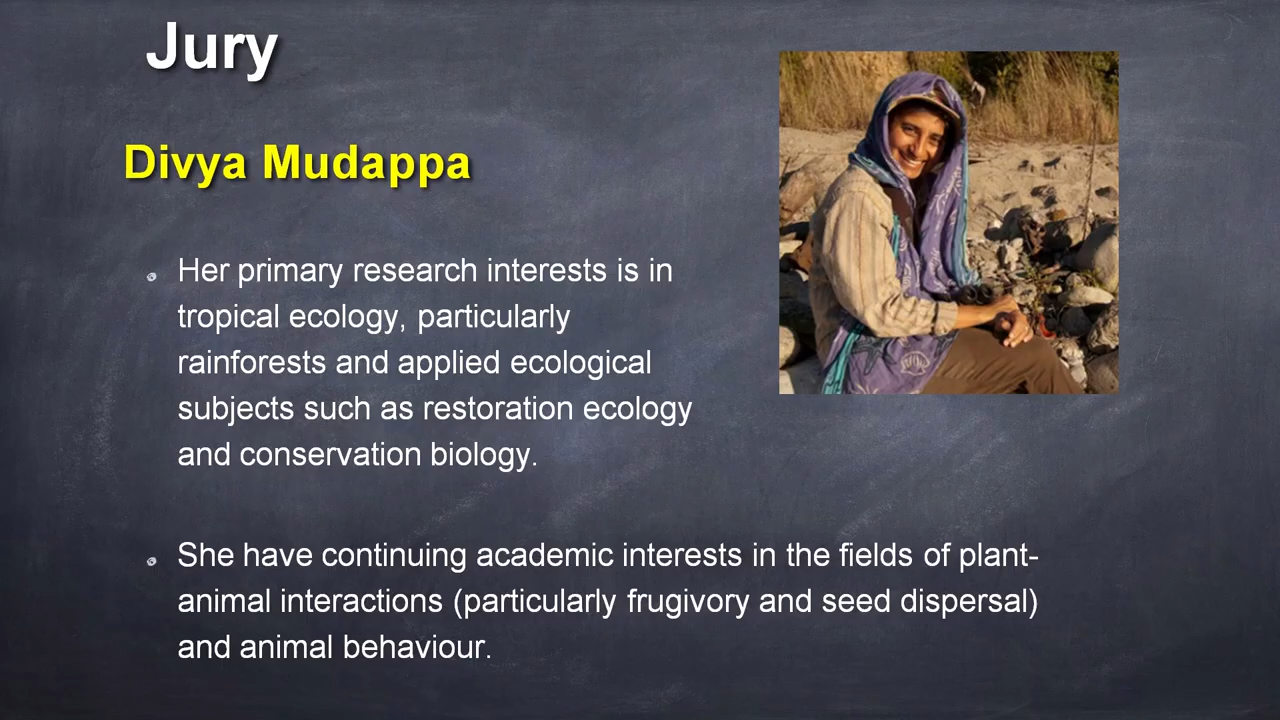 Jury
Divya Mudappa
Her primary research interests is in
tropical ecology, particularly
rainforests and applied ecological
subjects such as restoration ecology
and conservation biology.
She have continuing academic interests in the fields of plant-
animal interactions (particularly frugivory and seed dispersal)
and animal behaviour.